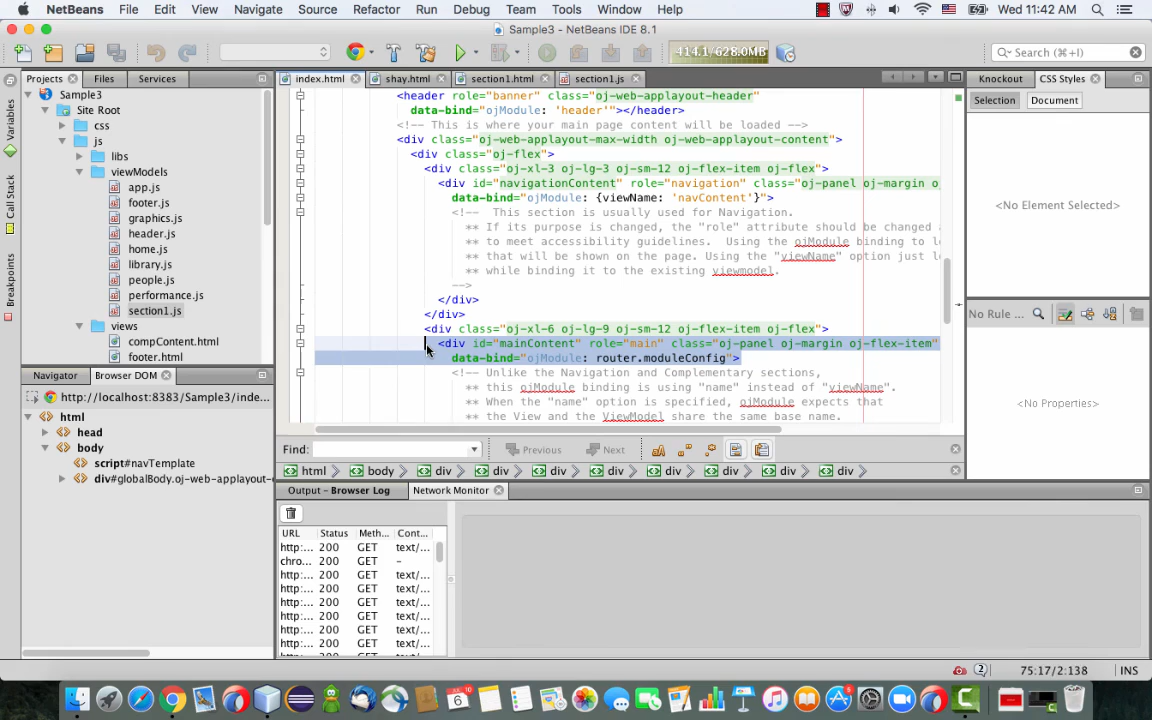 NetBeans File Edit View Navigate Source Refactor Run Debug Team Tools Window Help Wed 11:42 AM
Sample3 - NetBeans IDE 8.1
414.1/628.0MB
Search (⌘+I)
Projects Files Services
index.html shay.html section1.html section1.js
Knockout CSS Styles
Selection Document
Variables
Call Stack
Breakpoints
Sample3
Site Root
css
js
libs
viewModels
app.js
footer.js
graphics.js
header.js
home.js
library.js
people.js
performance.js
section1.js
views
compContent.html
footer.html
<header role="banner" class="oj-web-applayout-header"
data-bind="ojModule: 'header'"></header>
<!-- This is where your main page content will be loaded -->
<div class="oj-web-applayout-max-width oj-web-applayout-content">
<div class="oj-flex">
<div class="oj-xl-3 oj-lg-3 oj-sm-12 oj-flex-item oj-flex">
<div id="navigationContent" role="navigation" class="oj-panel oj-margin o
data-bind="ojModule: {viewName: 'navContent'}">
<!-- This section is usually used for Navigation.
** If its purpose is changed, the "role" attribute should be changed
** to meet accessibility guidelines. Using the ojModule binding to l
** that will be shown on the page. Using the "viewName" option just l
** while binding it to the existing viewmodel.
-->
</div>
</div>
<div class="oj-xl-6 oj-lg-9 oj-sm-12 oj-flex-item oj-flex">
<div id="mainContent" role="main" class="oj-panel oj-margin oj-flex-item"
data-bind="ojModule: router.moduleConfig">
<!-- Unlike the Navigation and Complementary sections,
** this ojModule binding is using "name" instead of "viewName".
** When the "name" option is specified, ojModule expects that
** the View and the ViewModel share the same base name.
<No Element Selected>
No Rule ...
<No Properties>
Navigator Browser DOM
http://localhost:8383/Sample3/inde...
html
head
body
script#navTemplate
div#globalBody.oj-web-applayout-
Find: Previous Next
html body div div div div div div div div
Output - Browser Log Network Monitor
URL Status Meth... Cont...
http:... 200 GET text/...
chro... 200 GET -
http:... 200 GET text/...
http:... 200 GET text/...
http:... 200 GET text/...
http:... 200 GET text/...
http:... 200 GET text/...
http:... 200 GET text/...
2 75:17/2:138 INS